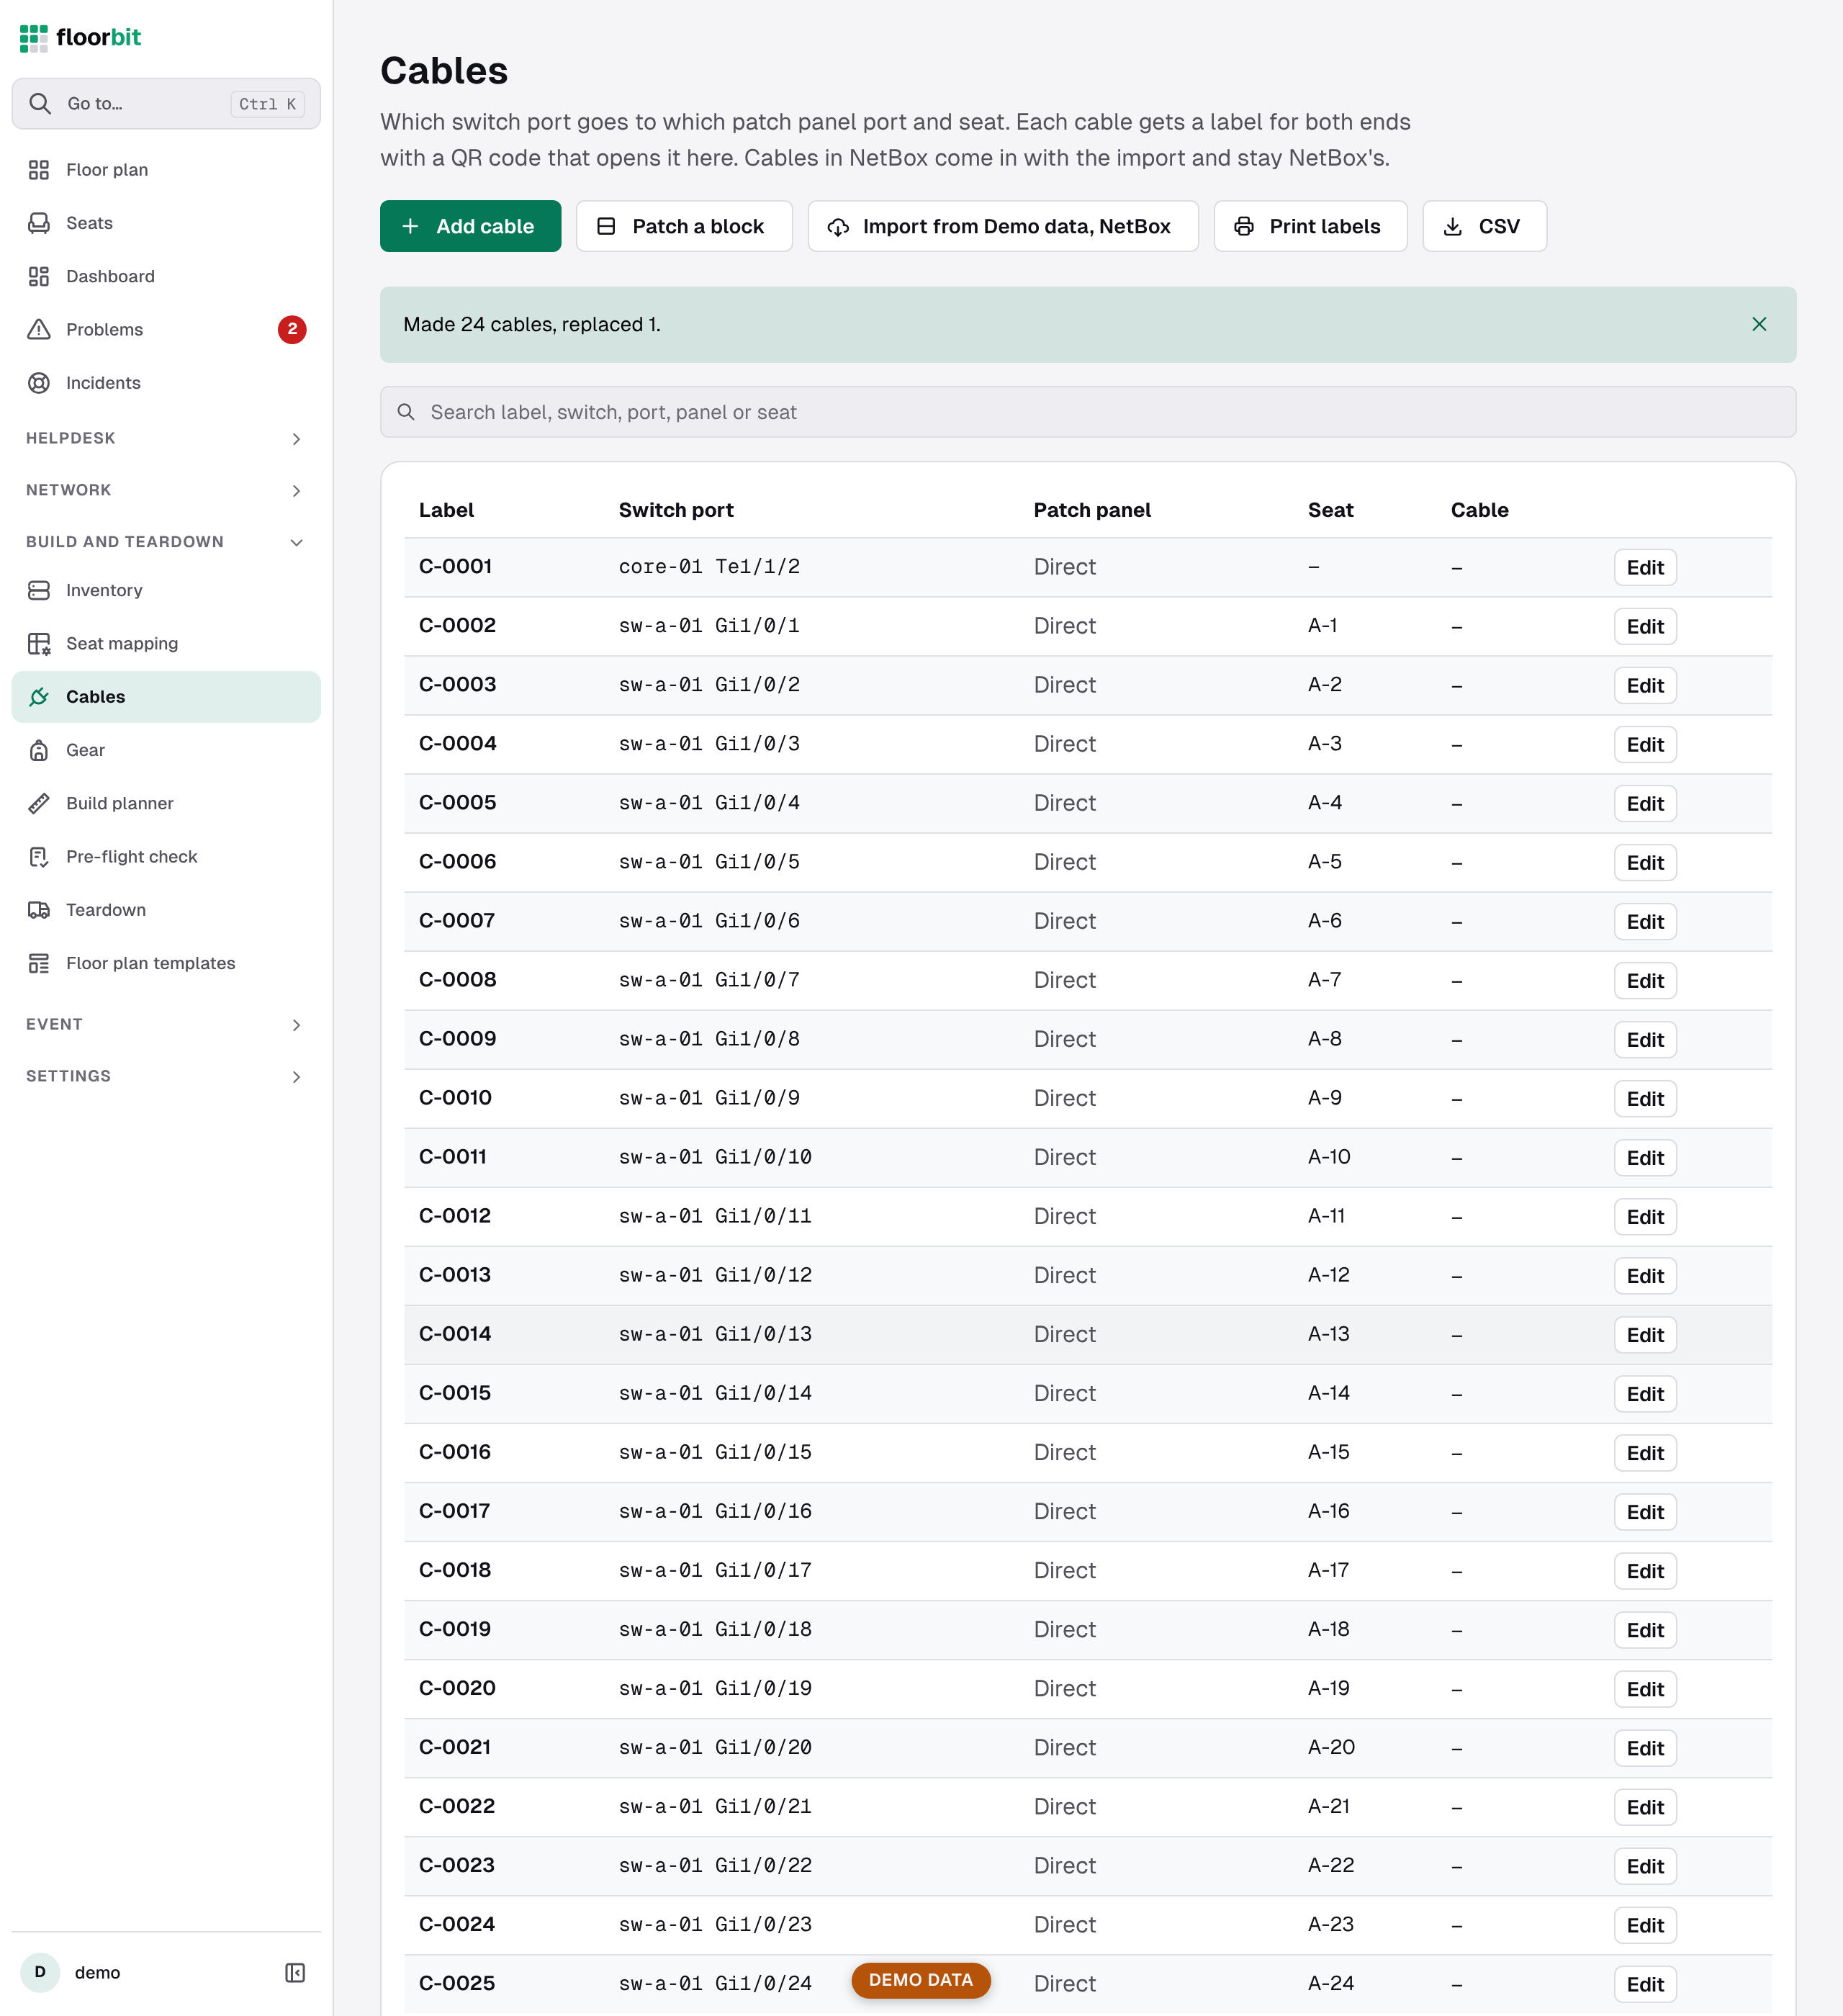 floorbit
Go to...
Ctrl K
Floor plan
Seats
Dashboard
Problems
2
Incidents
HELPDESK
NETWORK
BUILD AND TEARDOWN
Inventory
Seat mapping
Cables
Gear
Build planner
Pre-flight check
Teardown
Floor plan templates
EVENT
SETTINGS
D
demo
Cables
Which switch port goes to which patch panel port and seat. Each cable gets a label for both ends
with a QR code that opens it here. Cables in NetBox come in with the import and stay NetBox's.
Add cable
Patch a block
Import from Demo data, NetBox
Print labels
CSV
Made 24 cables, replaced 1.
Search label, switch, port, panel or seat
Label Switch port Patch panel Seat Cable
C-0001 core-01 Te1/1/2 Direct – – Edit
C-0002 sw-a-01 Gi1/0/1 Direct A-1 – Edit
C-0003 sw-a-01 Gi1/0/2 Direct A-2 – Edit
C-0004 sw-a-01 Gi1/0/3 Direct A-3 – Edit
C-0005 sw-a-01 Gi1/0/4 Direct A-4 – Edit
C-0006 sw-a-01 Gi1/0/5 Direct A-5 – Edit
C-0007 sw-a-01 Gi1/0/6 Direct A-6 – Edit
C-0008 sw-a-01 Gi1/0/7 Direct A-7 – Edit
C-0009 sw-a-01 Gi1/0/8 Direct A-8 – Edit
C-0010 sw-a-01 Gi1/0/9 Direct A-9 – Edit
C-0011 sw-a-01 Gi1/0/10 Direct A-10 – Edit
C-0012 sw-a-01 Gi1/0/11 Direct A-11 – Edit
C-0013 sw-a-01 Gi1/0/12 Direct A-12 – Edit
C-0014 sw-a-01 Gi1/0/13 Direct A-13 – Edit
C-0015 sw-a-01 Gi1/0/14 Direct A-14 – Edit
C-0016 sw-a-01 Gi1/0/15 Direct A-15 – Edit
C-0017 sw-a-01 Gi1/0/16 Direct A-16 – Edit
C-0018 sw-a-01 Gi1/0/17 Direct A-17 – Edit
C-0019 sw-a-01 Gi1/0/18 Direct A-18 – Edit
C-0020 sw-a-01 Gi1/0/19 Direct A-19 – Edit
C-0021 sw-a-01 Gi1/0/20 Direct A-20 – Edit
C-0022 sw-a-01 Gi1/0/21 Direct A-21 – Edit
C-0023 sw-a-01 Gi1/0/22 Direct A-22 – Edit
C-0024 sw-a-01 Gi1/0/23 Direct A-23 – Edit
C-0025 sw-a-01 Gi1/0/24 Direct A-24 – Edit
DEMO DATA